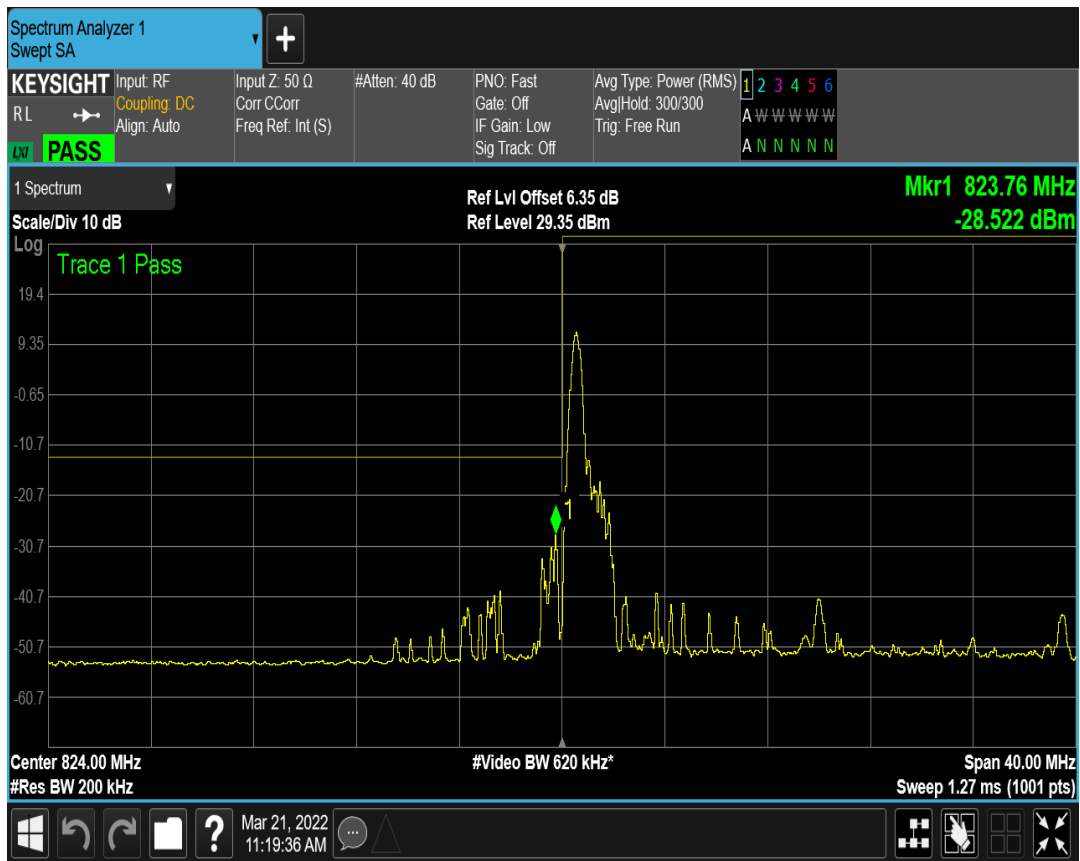 Spectrum Analyzer 1
Swept SA
+
KEYSIGHT
RL
LXI PASS
Input: RF
Coupling: DC
Align: Auto
Input Z: 50 Ω
Corr CCorr
Freq Ref: Int (S)
#Atten: 40 dB
PNO: Fast
Gate: Off
IF Gain: Low
Sig Track: Off
Avg Type: Power (RMS)
Avg|Hold: 300/300
Trig: Free Run
1 2 3 4 5 6
A W W W W W
A N N N N N
1 Spectrum
Scale/Div 10 dB
Ref Lvl Offset 6.35 dB
Ref Level 29.35 dBm
Mkr1 823.76 MHz
-28.522 dBm
Log
Trace 1 Pass
19.4
9.35
-0.65
-10.7
-20.7
1
-30.7
-40.7
-50.7
-60.7
Center 824.00 MHz
#Video BW 620 kHz*
Span 40.00 MHz
#Res BW 200 kHz
Sweep 1.27 ms (1001 pts)
?
Mar 21, 2022
11:19:36 AM